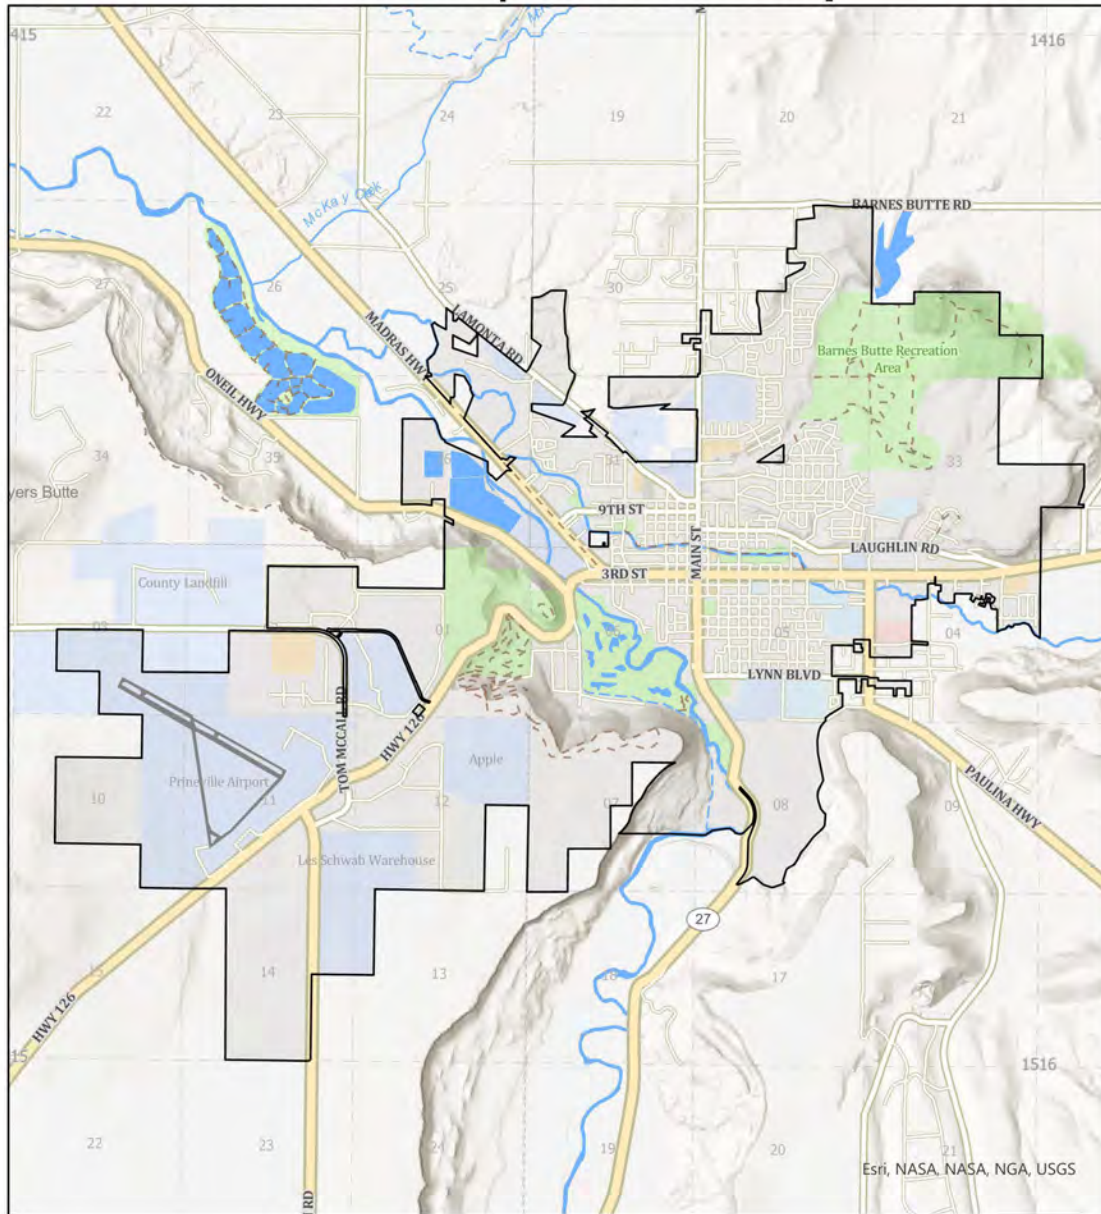 1415
1416
22
23
24
19
20
21
McKay Creek
BARNES BUTTE RD
27
26
25
30
LAMONTA RD
MADRAS HWY
Barnes Butte Recreation
Area
ONEIL HWY
34
31
33
yers Butte
9TH ST
MAIN ST
LAUGHLIN RD
3RD ST
County Landfill
03
01
05
04
LYNN BLVD
TOM MCCALL RD
HWY 126
Apple
Prineville Airport
10
11
12
07
08
09
PAULINA HWY
Les Schwab Warehouse
27
15
14
13
18
17
HWY 126
1516
22
23
24
19
20
21
RD
Esri, NASA, NASA, NGA, USGS